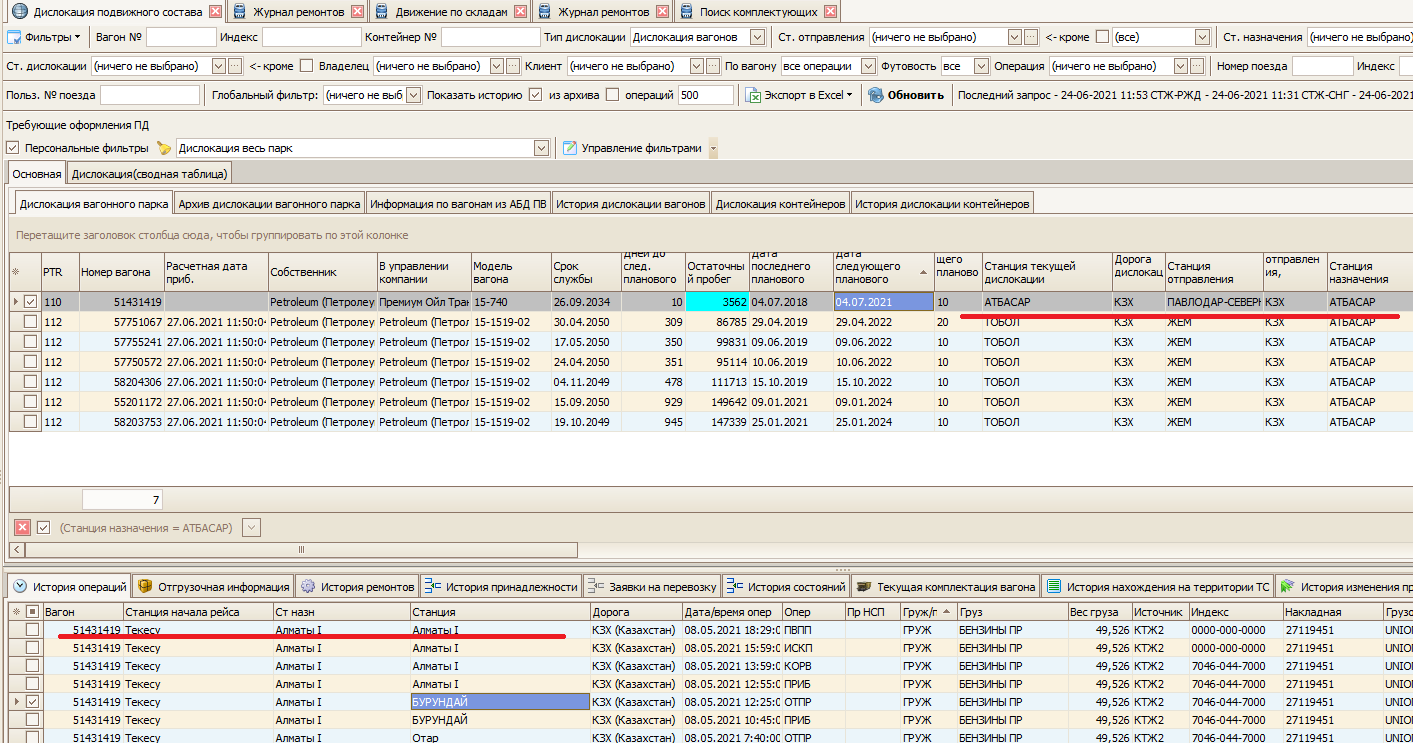 Дислокация подвижного состава Журнал ремонтов Движение по складам Журнал ремонтов Поиск комплектующих
Фильтры Вагон № Индекс Контейнер № Тип дислокации Дислокация вагонов Ст. отправления (ничего не выбрано) <- кроме (все) Ст. назначения (ничего не выбрано)
Ст. дислокации (ничего не выбрано) <- кроме Владелец (ничего не выбрано) Клиент (ничего не выбрано) По вагону все операции Футовость все Операция (ничего не выбрано) Номер поезда Индекс
Польз. № поезда Глобальный фильтр: (ничего не выб Показать историю из архива операций 500 Экспорт в Excel Обновить Последний запрос - 24-06-2021 11:53 СТЖ-РЖД - 24-06-2021 11:31 СТЖ-СНГ - 24-06-2021
Требующие оформления ПД
Персональные фильтры Дислокация весь парк Управление фильтрами
Основная Дислокация(сводная таблица)
Дислокация вагонного парка Архив дислокации вагонного парка Информация по вагонам из АБД ПВ История дислокации вагонов Дислокация контейнеров История дислокации контейнеров
Перетащите заголовок столбца сюда, чтобы группировать по этой колонке
PTR Номер вагона Расчетная дата приб. Собственник В управлении компании Модель вагона Срок службы дней до след. планового Остаточны й пробег дата последнего планового дата следующего планового щего планово Станция текущей дислокации Дорога дислокац Станция отправления отправлен ия, Станция назначения
110 51431419 Petroleum (Петролеу Премиум Ойл Тран 15-740 26.09.2034 10 3562 04.07.2018 04.07.2021 10 АТБАСАР КЗХ ПАВЛОДАР-СЕВЕРН КЗХ АТБАСАР
112 57751067 27.06.2021 11:50:04 Petroleum (Петролеу Petroleum (Петрол 15-1519-02 30.04.2050 309 86785 29.04.2019 29.04.2022 20 ТОБОЛ КЗХ ЖЕМ КЗХ АТБАСАР
112 57755241 27.06.2021 11:50:04 Petroleum (Петролеу Petroleum (Петрол 15-1519-02 17.05.2050 350 99831 09.06.2019 09.06.2022 10 ТОБОЛ КЗХ ЖЕМ КЗХ АТБАСАР
112 57750572 27.06.2021 11:50:04 Petroleum (Петролеу Petroleum (Петрол 15-1519-02 24.04.2050 351 95114 10.06.2019 10.06.2022 10 ТОБОЛ КЗХ ЖЕМ КЗХ АТБАСАР
112 58204306 27.06.2021 11:50:04 Petroleum (Петролеу Petroleum (Петрол 15-1519-02 04.11.2049 478 111713 15.10.2019 15.10.2022 10 ТОБОЛ КЗХ ЖЕМ КЗХ АТБАСАР
112 55201172 27.06.2021 11:50:04 Petroleum (Петролеу Petroleum (Петрол 15-1519-02 15.09.2050 929 149642 09.01.2021 09.01.2024 10 ТОБОЛ КЗХ ЖЕМ КЗХ АТБАСАР
112 58203753 27.06.2021 11:50:04 Petroleum (Петролеу Petroleum (Петрол 15-1519-02 19.10.2049 945 147339 25.01.2021 25.01.2024 10 ТОБОЛ КЗХ ЖЕМ КЗХ АТБАСАР
7
(Станция назначения = АТБАСАР)
История операций Отгрузочная информация История ремонтов История принадлежности Заявки на перевозку История состояний Текущая комплектация вагона История нахождения на территории ТС История изменения пр
Вагон Станция начала рейса Ст назн Станция Дорога Дата/время опер Опер Пр НСП Груж/п Груз Вес груза Источник Индекс Накладная Грузо
51431419 Текесу Алматы I Алматы I КЗХ (Казахстан) 08.05.2021 18:29:0 ПВПП ГРУЖ БЕНЗИНЫ ПР 49,526 КТЖ2 0000-000-0000 27119451 UNION
51431419 Текесу Алматы I Алматы I КЗХ (Казахстан) 08.05.2021 15:59:0 ИСКП ГРУЖ БЕНЗИНЫ ПР 49,526 КТЖ2 0000-000-0000 27119451 UNION
51431419 Текесу Алматы I Алматы I КЗХ (Казахстан) 08.05.2021 13:59:0 КОРВ ГРУЖ БЕНЗИНЫ ПР 49,526 КТЖ2 7046-044-7000 27119451 UNION
51431419 Текесу Алматы I Алматы I КЗХ (Казахстан) 08.05.2021 12:55:0 ПРИБ ГРУЖ БЕНЗИНЫ ПР 49,526 КТЖ2 7046-044-7000 27119451 UNION
51431419 Текесу Алматы I БУРУНДАЙ КЗХ (Казахстан) 08.05.2021 12:25:0 ОТПР ГРУЖ БЕНЗИНЫ ПР 49,526 КТЖ2 7046-044-7000 27119451 UNION
51431419 Текесу Алматы I БУРУНДАЙ КЗХ (Казахстан) 08.05.2021 10:45:0 ПРИБ ГРУЖ БЕНЗИНЫ ПР 49,526 КТЖ2 7046-044-7000 27119451 UNION
51431419 Текесу Алматы I Отар КЗХ (Казахстан) 08.05.2021 7:40:00 ОТПР ГРУЖ БЕНЗИНЫ ПР 49,526 КТЖ2 7046-044-7000 27119451 UNION